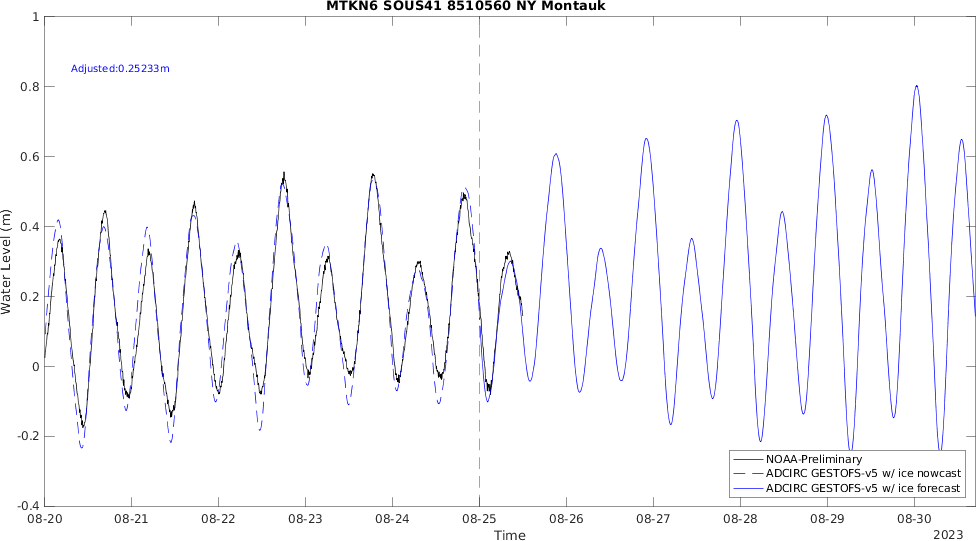 MTKN6 SOUS41 8510560 NY Montauk
Adjusted:0.25233m
Water Level (m)
1
0.8
0.6
0.4
0.2
0
-0.2
-0.4
08-20 08-21 08-22 08-23 08-24 08-25 08-26 08-27 08-28 08-29 08-30
Time
2023
NOAA-Preliminary
ADCIRC GESTOFS-v5 w/ ice nowcast
ADCIRC GESTOFS-v5 w/ ice forecast